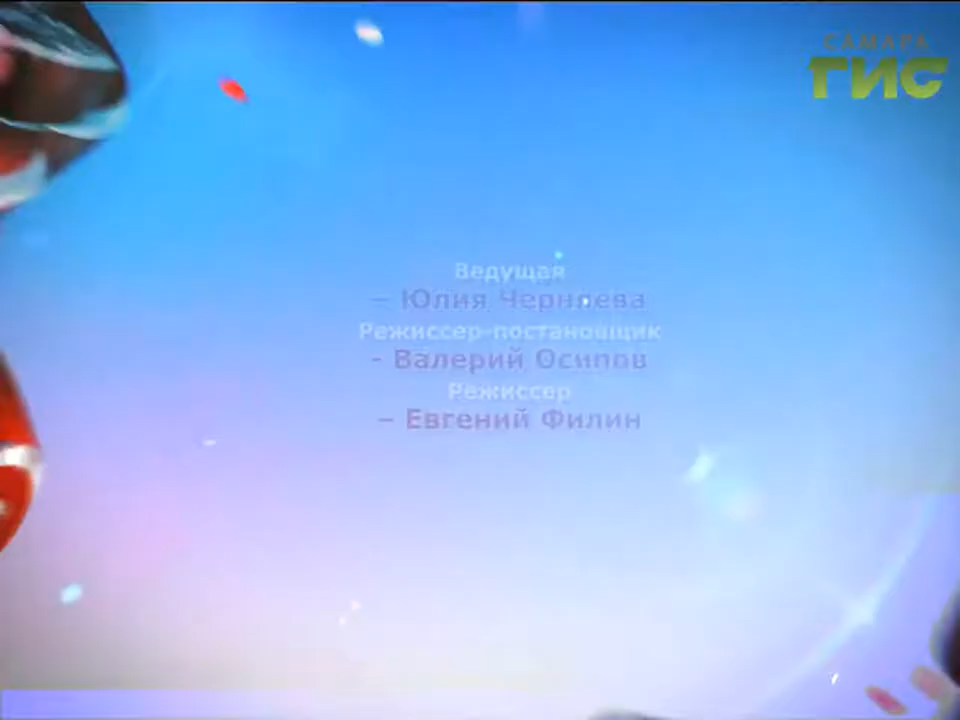 САМАРА
ГИС
Ведущая
– Юлия Черняева
Режиссер-постановщик
- Валерий Осипов
Режиссер
– Евгений Филин